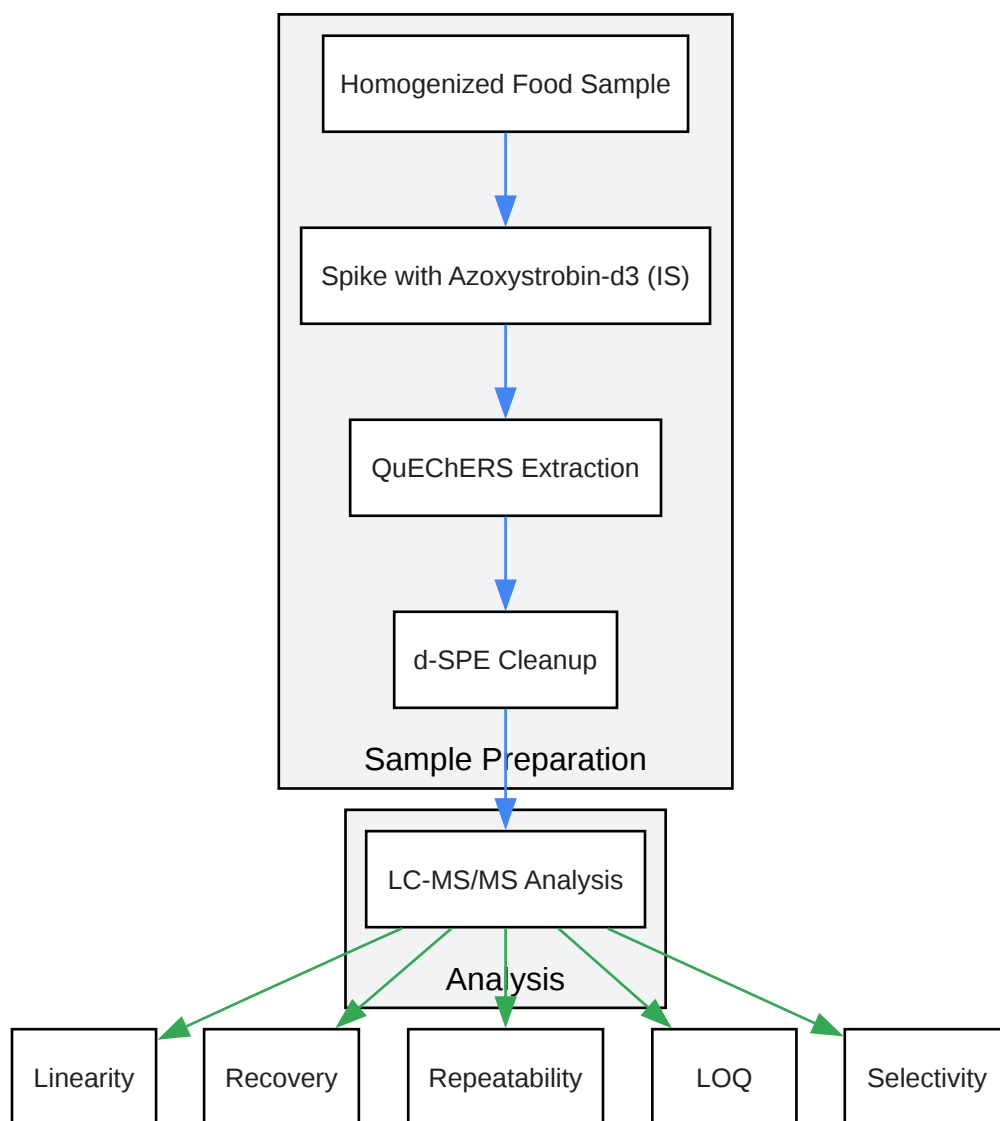 Homogenized Food Sample
Spike with Azoxystrobin-d3 (IS)
QuEChERS Extraction
d-SPE Cleanup
Sample Preparation
LC-MS/MS Analysis
Analysis
Linearity
Recovery
Repeatability
LOQ
Selectivity